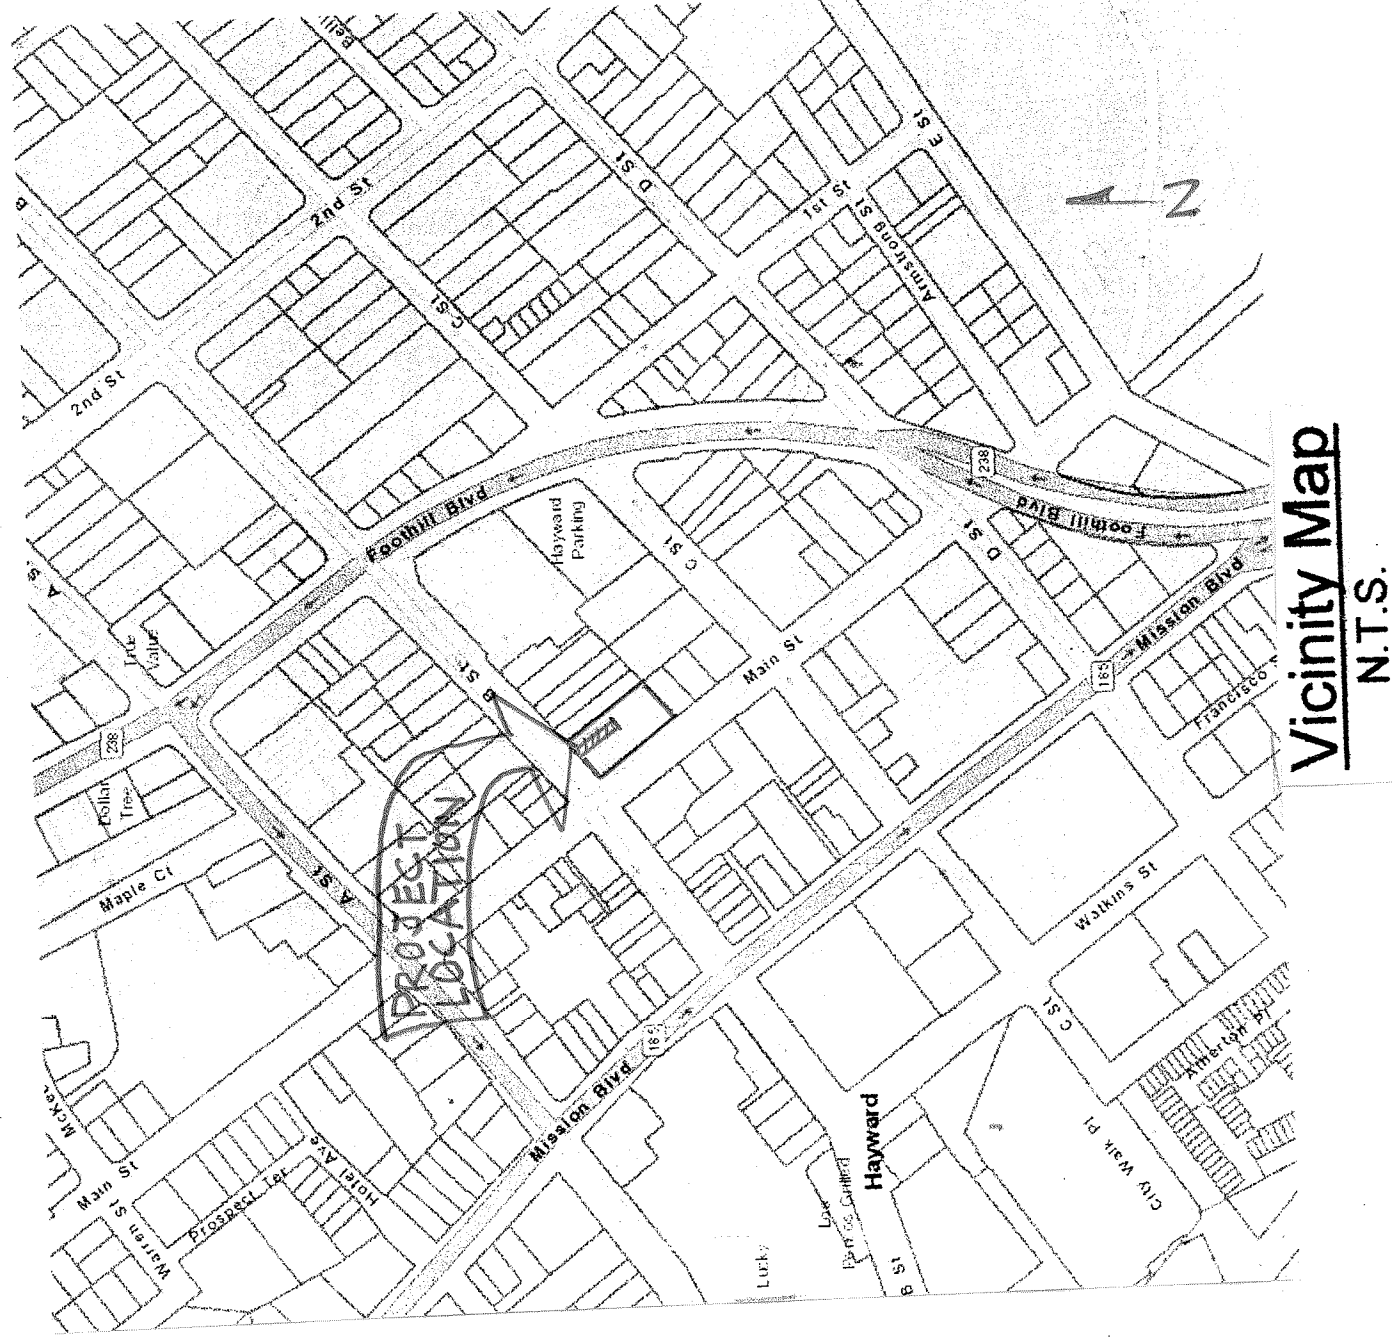 Vicinity Map
N.T.S.
PROJECT
LOCATION
N
B
2nd St
2nd St
C St
D St
1st St
Armstrong St
E St
Foothill Blvd
238
Foothill Blvd
D St
Hayward
Parking
C St
B St
Main St
Mission Blvd
185
Francisco
True
Value
A St
238
Dollar
Tree
Maple Ct
A St
Mission Blvd
185
Watkins St
C St
Atherton Pl
City Walk Pl
Hayward
B St
Lucky
Main St
Warren St
Prospect Ter
Hotel Ave